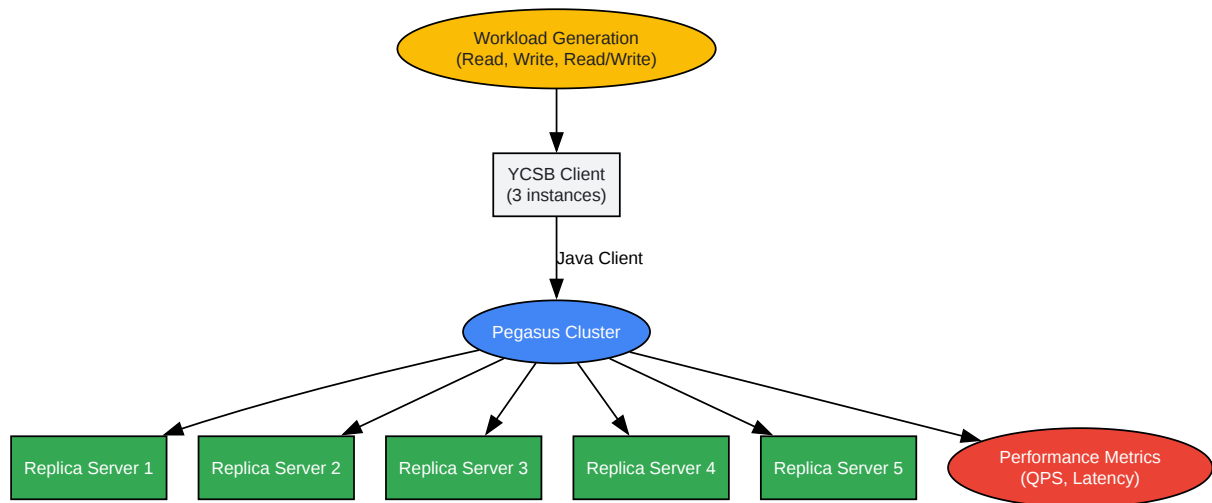 Workload Generation
(Read, Write, Read/Write)
YCSB Client
(3 instances)
Java Client
Pegasus Cluster
Replica Server 1
Replica Server 2
Replica Server 3
Replica Server 4
Replica Server 5
Performance Metrics
(QPS, Latency)